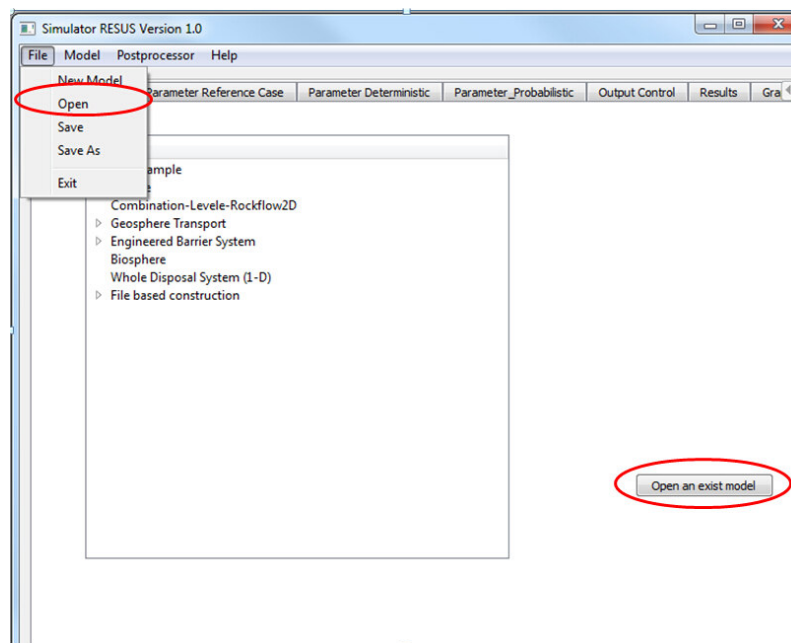 Simulator RESUS Version 1.0
File Model Postprocessor Help
New Model
Open
Save
Save As
Exit
Parameter Reference Case Parameter Deterministic Parameter_Probabilistic Output Control Results Gra
ample
Combination-Levele-Rockflow2D
Geosphere Transport
Engineered Barrier System
Biosphere
Whole Disposal System (1-D)
File based construction
Open an exist model